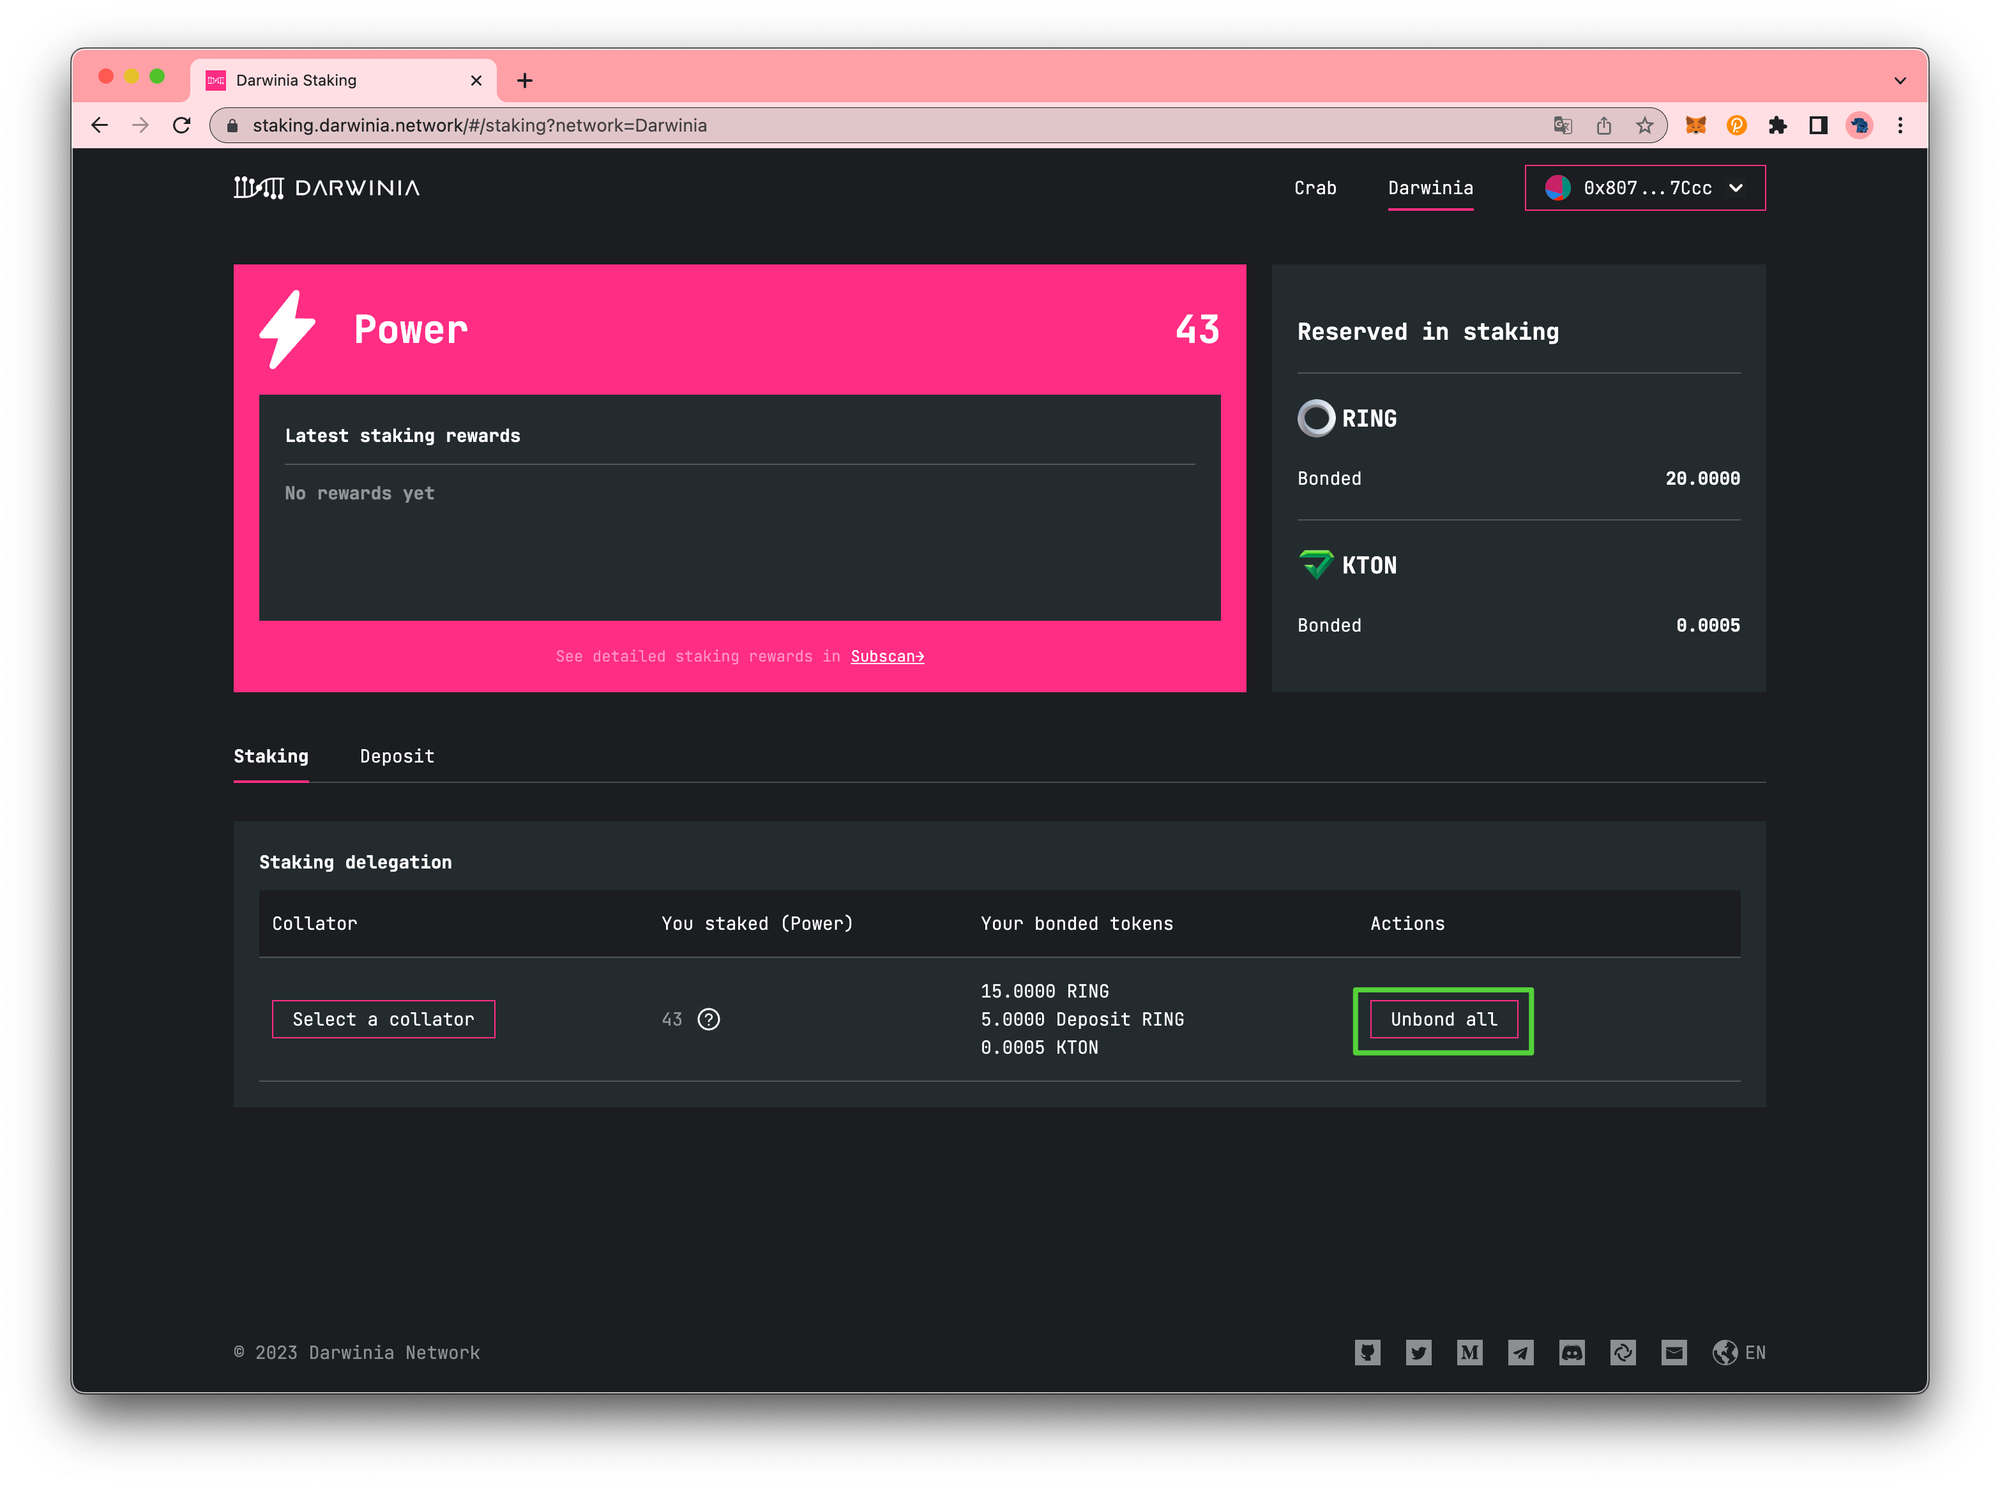 Darwinia Staking
staking.darwinia.network/#/staking?network=Darwinia
DARWINIA
Crab
Darwinia
0x807...7Ccc
Power
43
Latest staking rewards
No rewards yet
See detailed staking rewards in Subscan→
Reserved in staking
RING
Bonded
20.0000
KTON
Bonded
0.0005
Staking
Deposit
Staking delegation
Collator
You staked (Power)
Your bonded tokens
Actions
Select a collator
43
15.0000 RING
5.0000 Deposit RING
0.0005 KTON
Unbond all
© 2023 Darwinia Network
EN